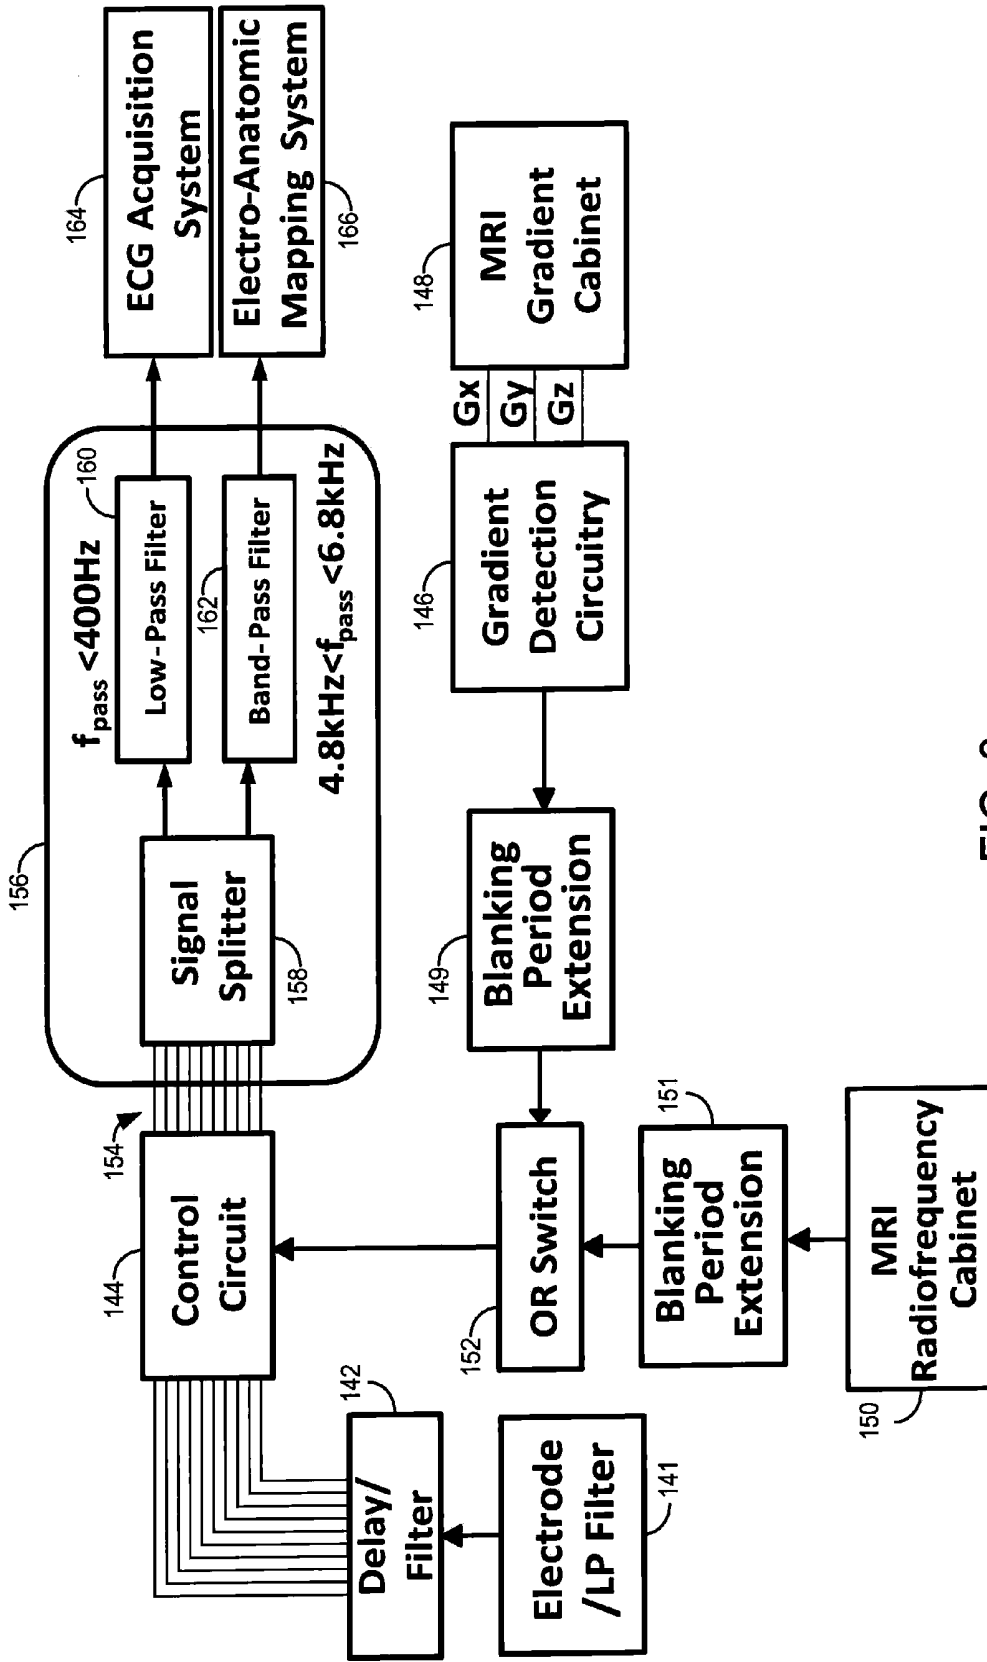 164
ECG Acquisition
System
Electro-Anatomic
Mapping System
166
156
f pass <400Hz
160
Low-Pass Filter
162
Band-Pass Filter
4.8kHz<fpass <6.8kHz
Signal
Splitter
158
154
144
Control
Circuit
142
Delay/
Filter
Electrode
/LP Filter
141
148
MRI
Gradient
Cabinet
Gx
Gy
Gz
146
Gradient
Detection
Circuitry
149
Blanking
Period
Extension
OR Switch
152
151
Blanking
Period
Extension
MRI
Radiofrequency
Cabinet
150